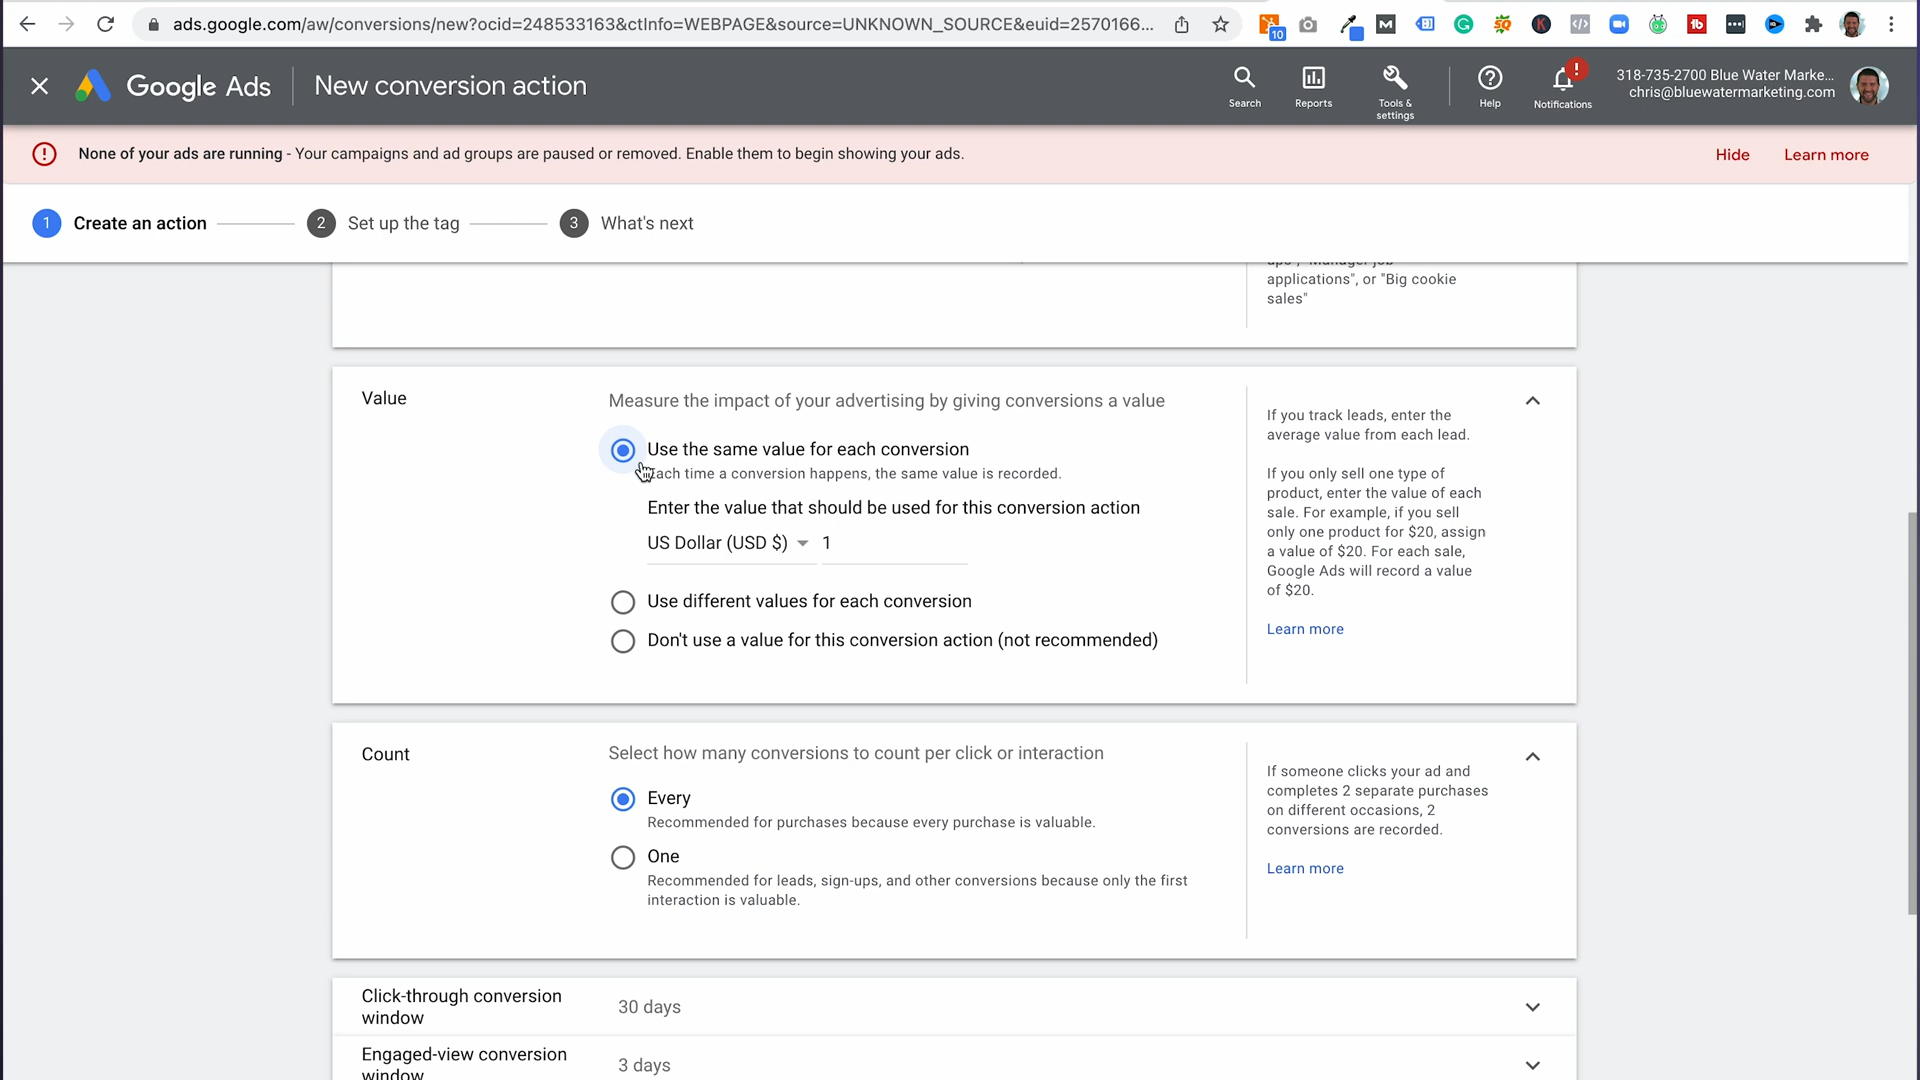 ads.google.com/aw/conversions/new?ocid=248533163&ctInfo=WEBPAGE&source=UNKNOWN_SOURCE&euid=2570166...
10
Google Ads
New conversion action
Search
Reports
Tools &
settings
Help
Notifications
318-735-2700 Blue Water Marke...
chris@bluewatermarketing.com
None of your ads are running - Your campaigns and ad groups are paused or removed. Enable them to begin showing your ads.
Hide
Learn more
1 Create an action
2 Set up the tag
3 What's next
ups", "Manager job
applications", or "Big cookie
sales"
Value
Measure the impact of your advertising by giving conversions a value
Use the same value for each conversion
Each time a conversion happens, the same value is recorded.
Enter the value that should be used for this conversion action
US Dollar (USD $) 1
Use different values for each conversion
Don't use a value for this conversion action (not recommended)
If you track leads, enter the
average value from each lead.
If you only sell one type of
product, enter the value of each
sale. For example, if you sell
only one product for $20, assign
a value of $20. For each sale,
Google Ads will record a value
of $20.
Learn more
Count
Select how many conversions to count per click or interaction
Every
Recommended for purchases because every purchase is valuable.
One
Recommended for leads, sign-ups, and other conversions because only the first
interaction is valuable.
If someone clicks your ad and
completes 2 separate purchases
on different occasions, 2
conversions are recorded.
Learn more
Click-through conversion
window
30 days
Engaged-view conversion
window
3 days